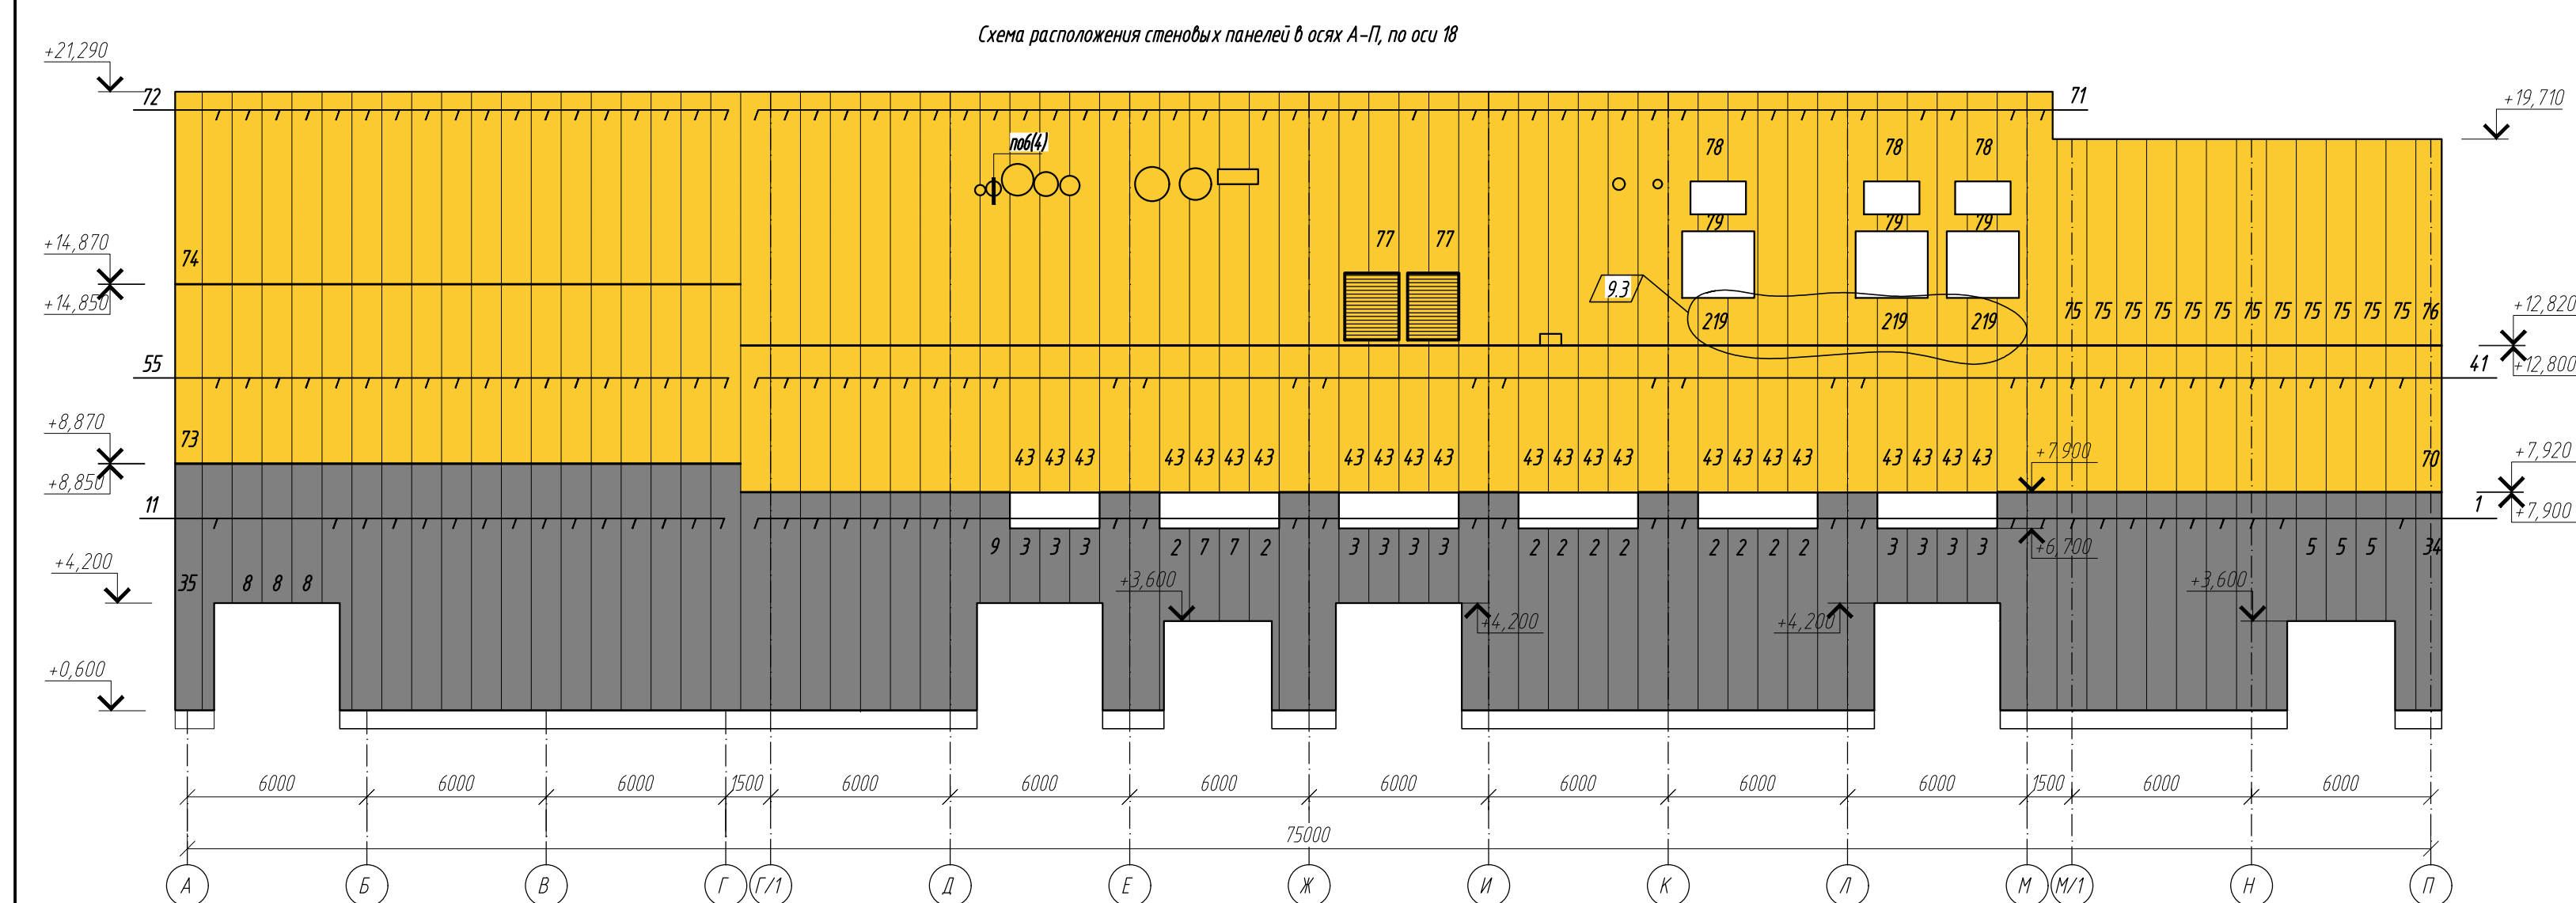 Схема расположения стеновых панелей в осях А-П, по оси 18
+21,290
72
71
+19,710
по6(4)
78 78 78
79 79 79
77 77
+14,870
74
+14,850
9.3
219 219 219
75 75 75 75 75 75 75 75 75 75 75 75 76
+12,820
55
41
+12,800
+8,870
73
+8,850
43 43 43 43 43 43 43 43 43 43 43 43 43 43 43 43 43 43 43 43 43 43 43
+7.900
70
+7,920
11
1
+7,900
9 3 3 3 2 7 7 2 3 3 3 3 2 2 2 2 2 2 2 2 3 3 3 3
+6,700
5 5 5 34
+4,200
35 8 8 8
+3,600
+3,600
+4,200
+4,200
+0,600
6000 6000 6000 1500 6000 6000 6000 6000 6000 6000 6000 1500 6000 6000
75000
А Б В Г Г/1 Д Е Ж И К Л М М/1 Н П